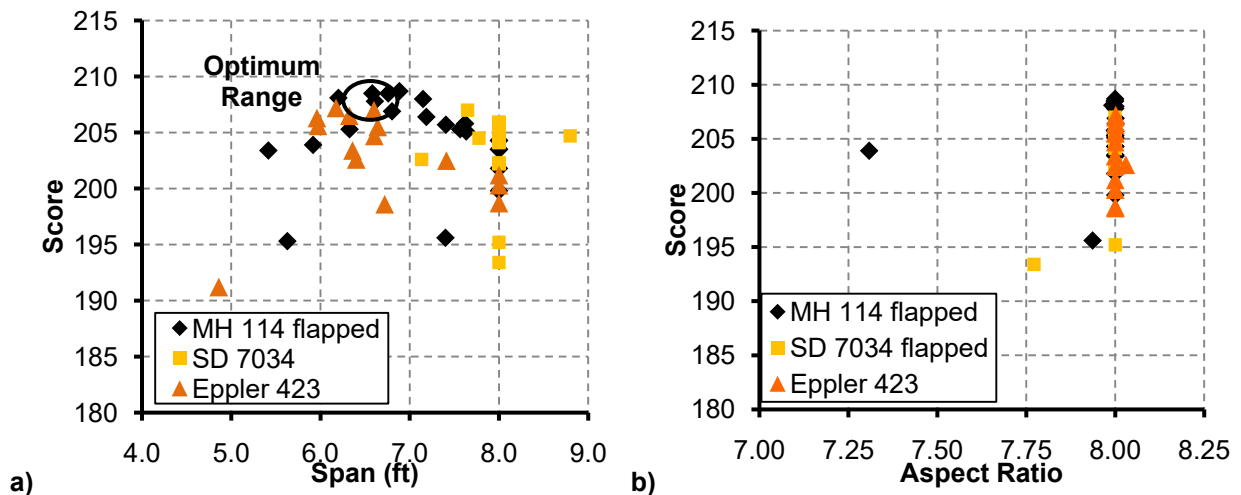 215
210
205
200
195
190
185
180
Score
Optimum
Range
MH 114 flapped
SD 7034
Eppler 423
4.0 5.0 6.0 7.0 8.0 9.0
Span (ft)
a)
215
210
205
200
195
190
185
180
Score
MH 114 flapped
SD 7034 flapped
Eppler 423
7.00 7.25 7.50 7.75 8.00 8.25
Aspect Ratio
b)